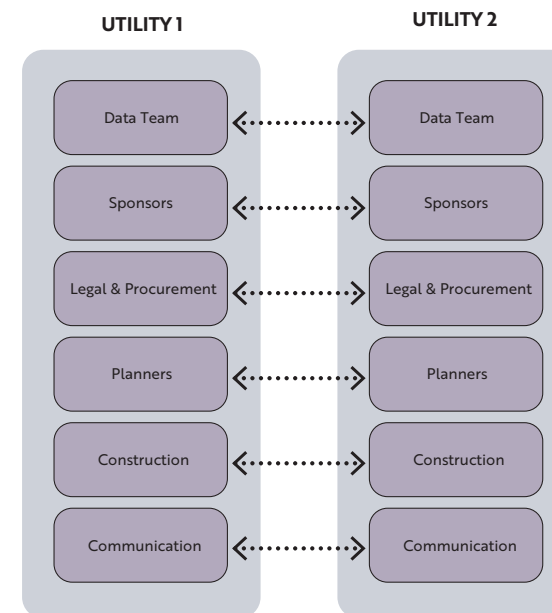 UTILITY 1
UTILITY 2
Data Team
Data Team
Sponsors
Sponsors
Legal & Procurement
Legal & Procurement
Planners
Planners
Construction
Construction
Communication
Communication